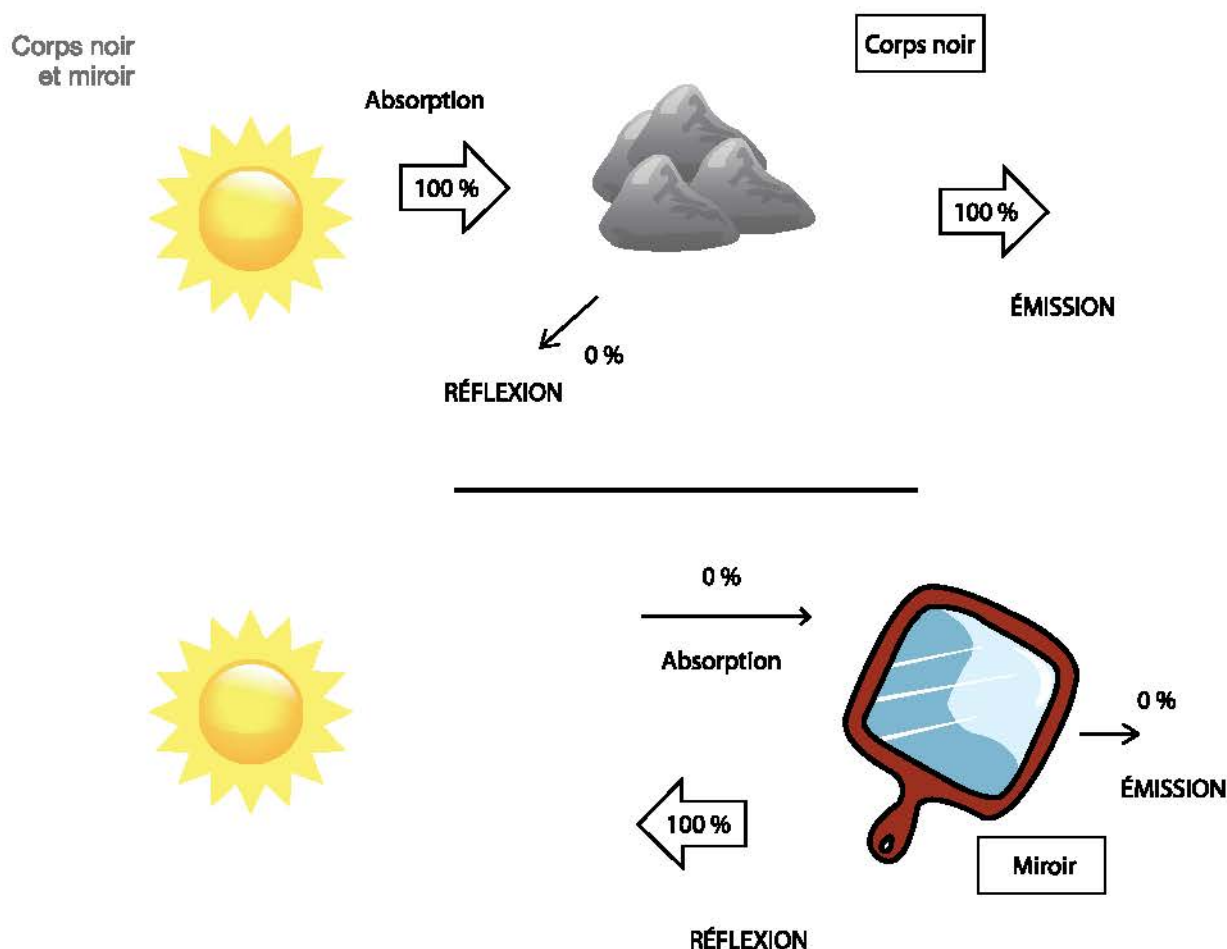 Corps noir
et miroir
Corps noir
Absorption
100 %
100 %
ÉMISSION
0 %
RÉFLEXION
0 %
Absorption
0 %
ÉMISSION
100 %
Miroir
RÉFLEXION